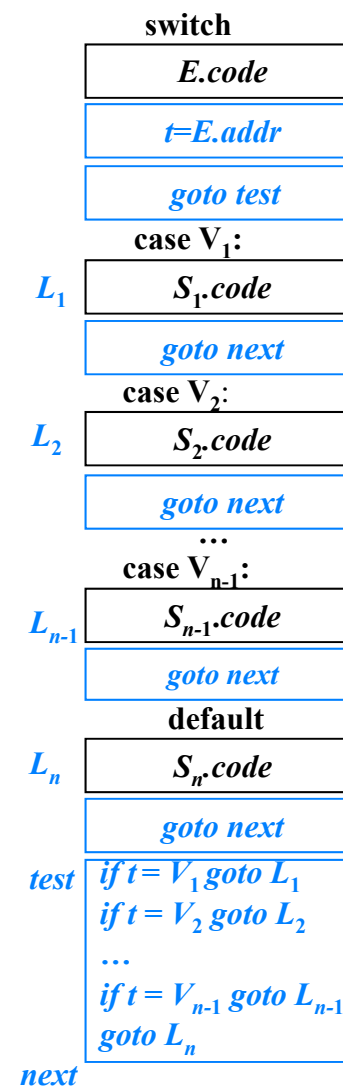 switch
E.code
t=E.addr
goto test
case V₁:
L₁ S₁.code
goto next
case V₂:
L₂ S₂.code
goto next
…
case Vₙ₋₁:
Lₙ₋₁ Sₙ₋₁.code
goto next
default
Lₙ Sₙ.code
goto next
test if t = V₁ goto L₁
if t = V₂ goto L₂
…
if t = Vₙ₋₁ goto Lₙ₋₁
goto Lₙ
next